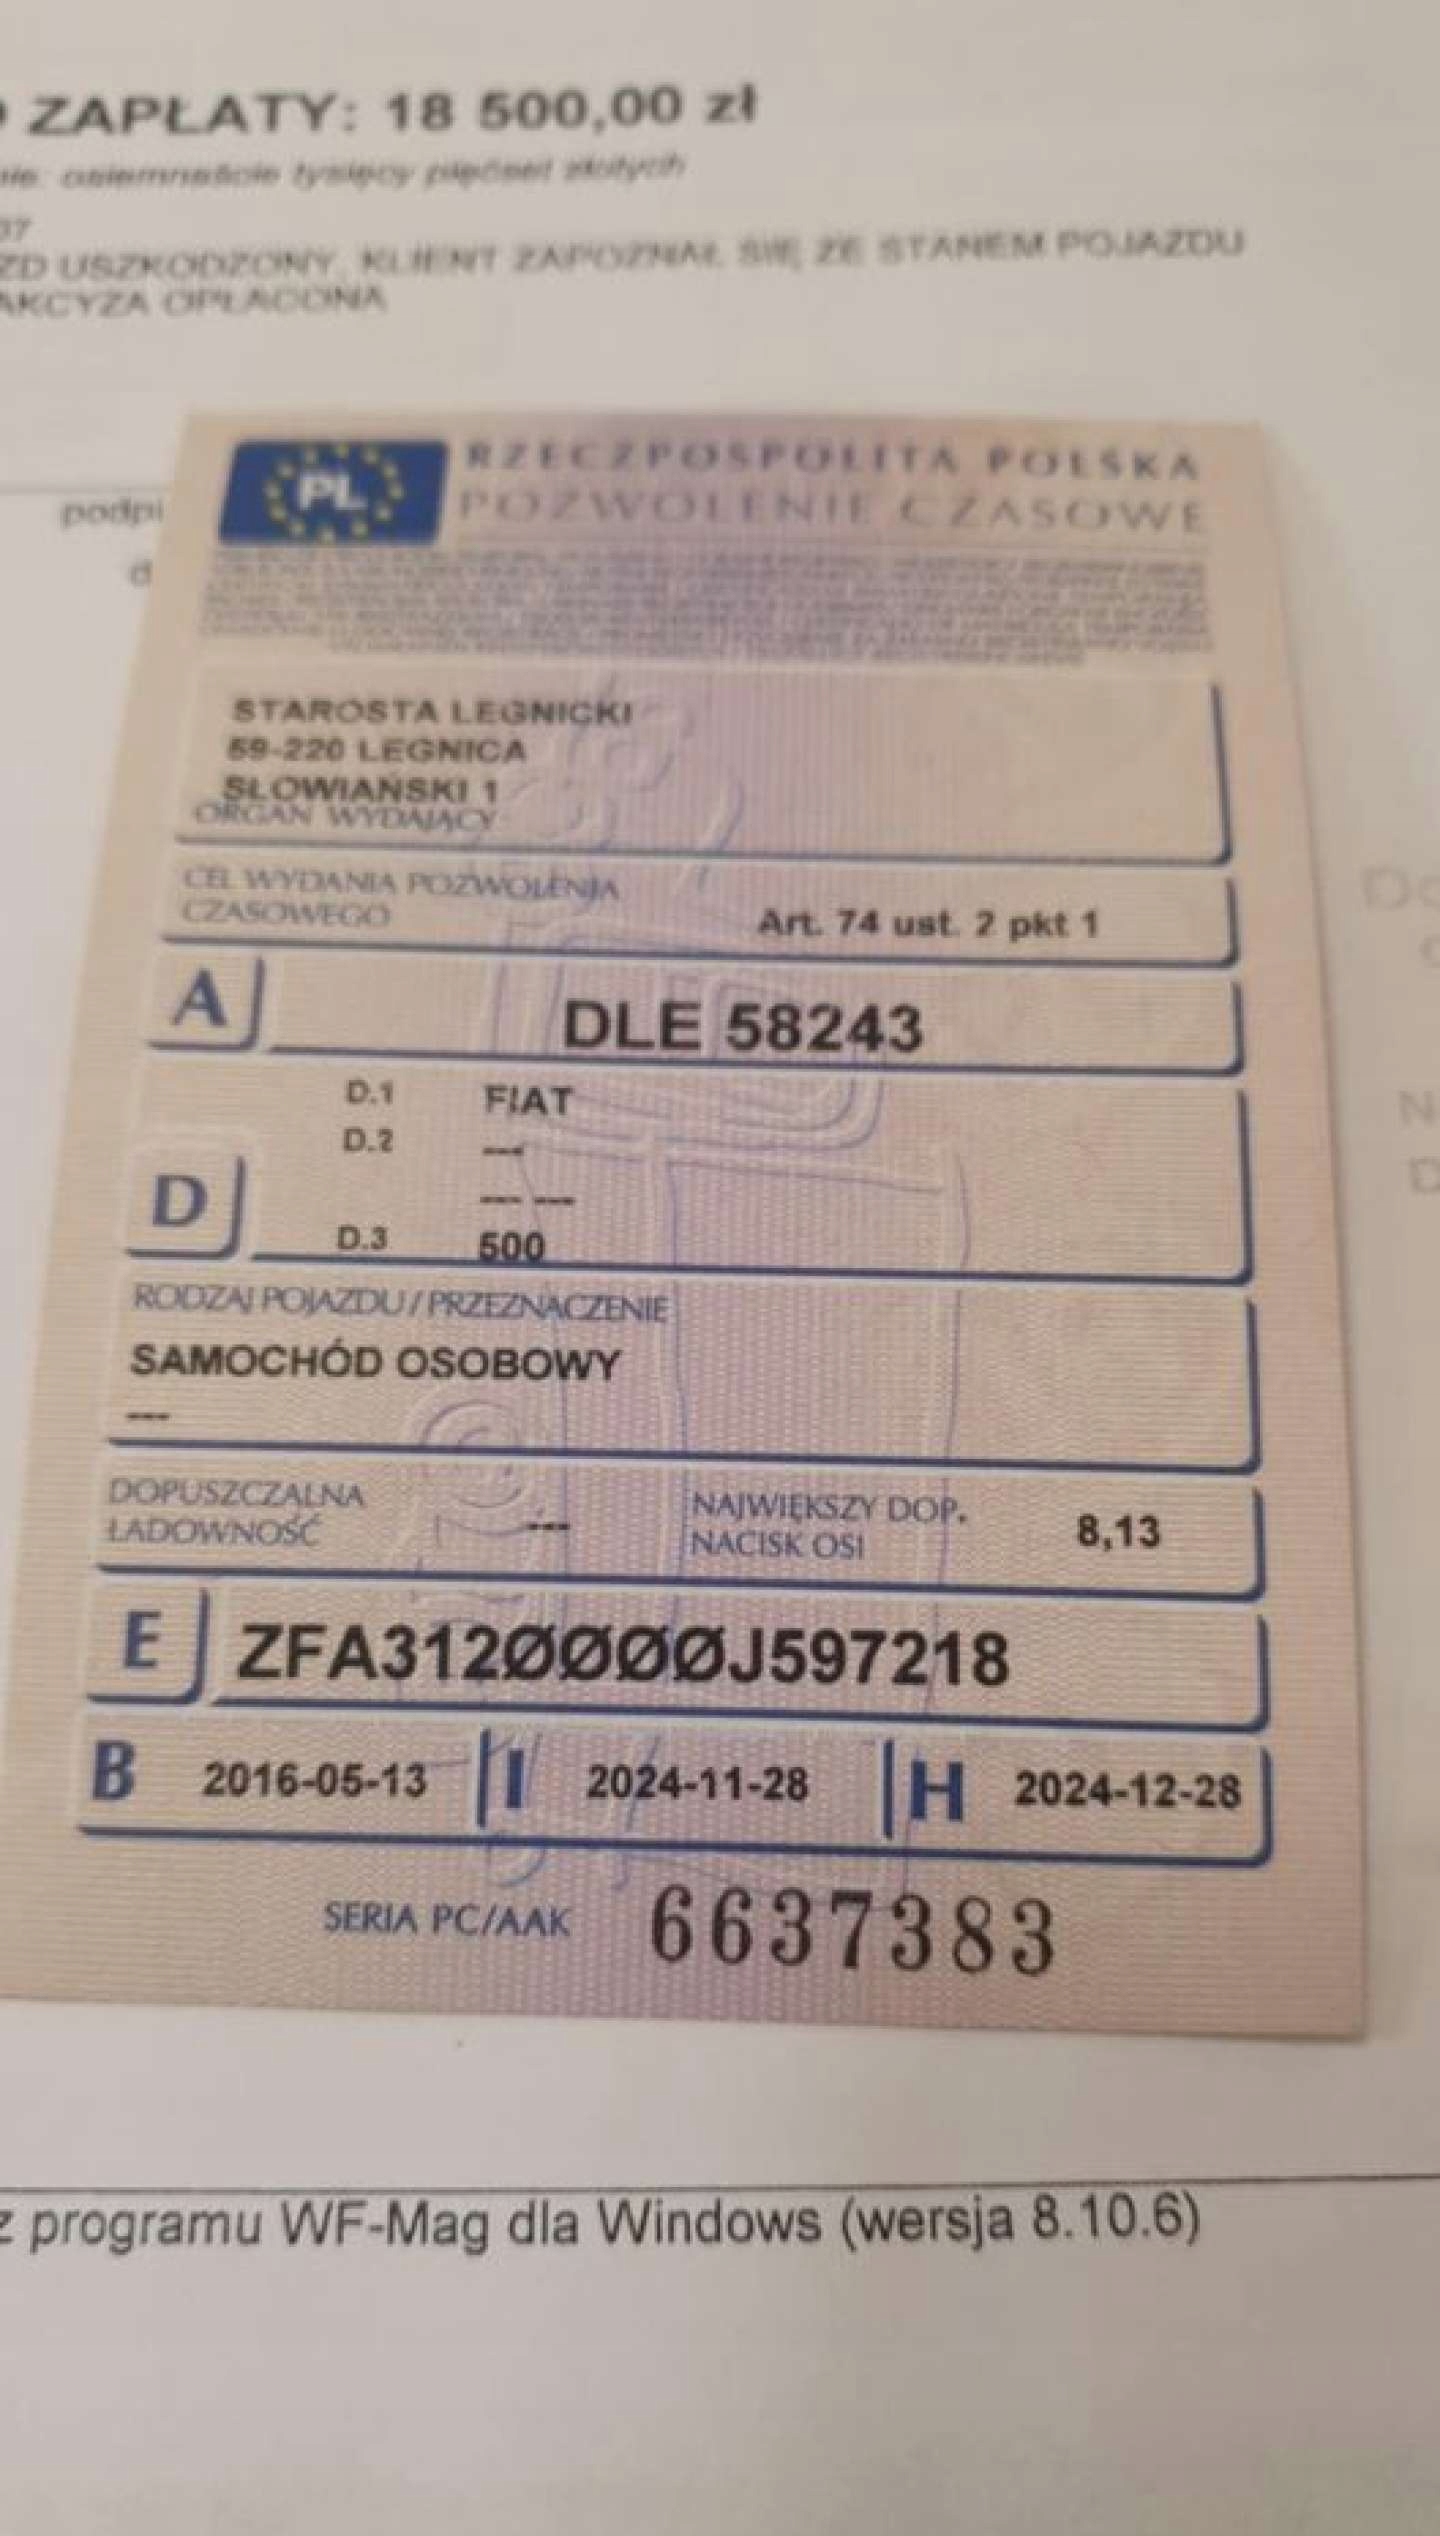 ZAPŁATY: 18 500,00 zł
osiemnaście tysięcy pięćset złotych
USZKODZONY, KLIENT ZAPOZNAŁ SIĘ ZE STANEM POJAZDU
AKCYZA OPŁACONA
PL
RZECZPOSPOLITA POLSKA
POZWOLENIE CZASOWE
STAROSTA LEGNICKI
59-220 LEGNICA
SŁOWIAŃSKI 1
ORGAN WYDAJĄCY
CEL WYDANIA POZWOLENIA
CZASOWEGO
Art. 74 ust. 2 pkt 1
A DLE 58243
D.1 FIAT
D.2 ---
--- ---
D
D.3 500
RODZAJ POJAZDU / PRZEZNACZENIE
SAMOCHÓD OSOBOWY
---
DOPUSZCZALNA
ŁADOWNOŚĆ ---
NAJWIĘKSZY DOP.
NACISK OSI 8,13
E ZFA3120000J597218
B 2016-05-13 I 2024-11-28 H 2024-12-28
SERIA PC/AAK 6637383
z programu WF-Mag dla Windows (wersja 8.10.6)